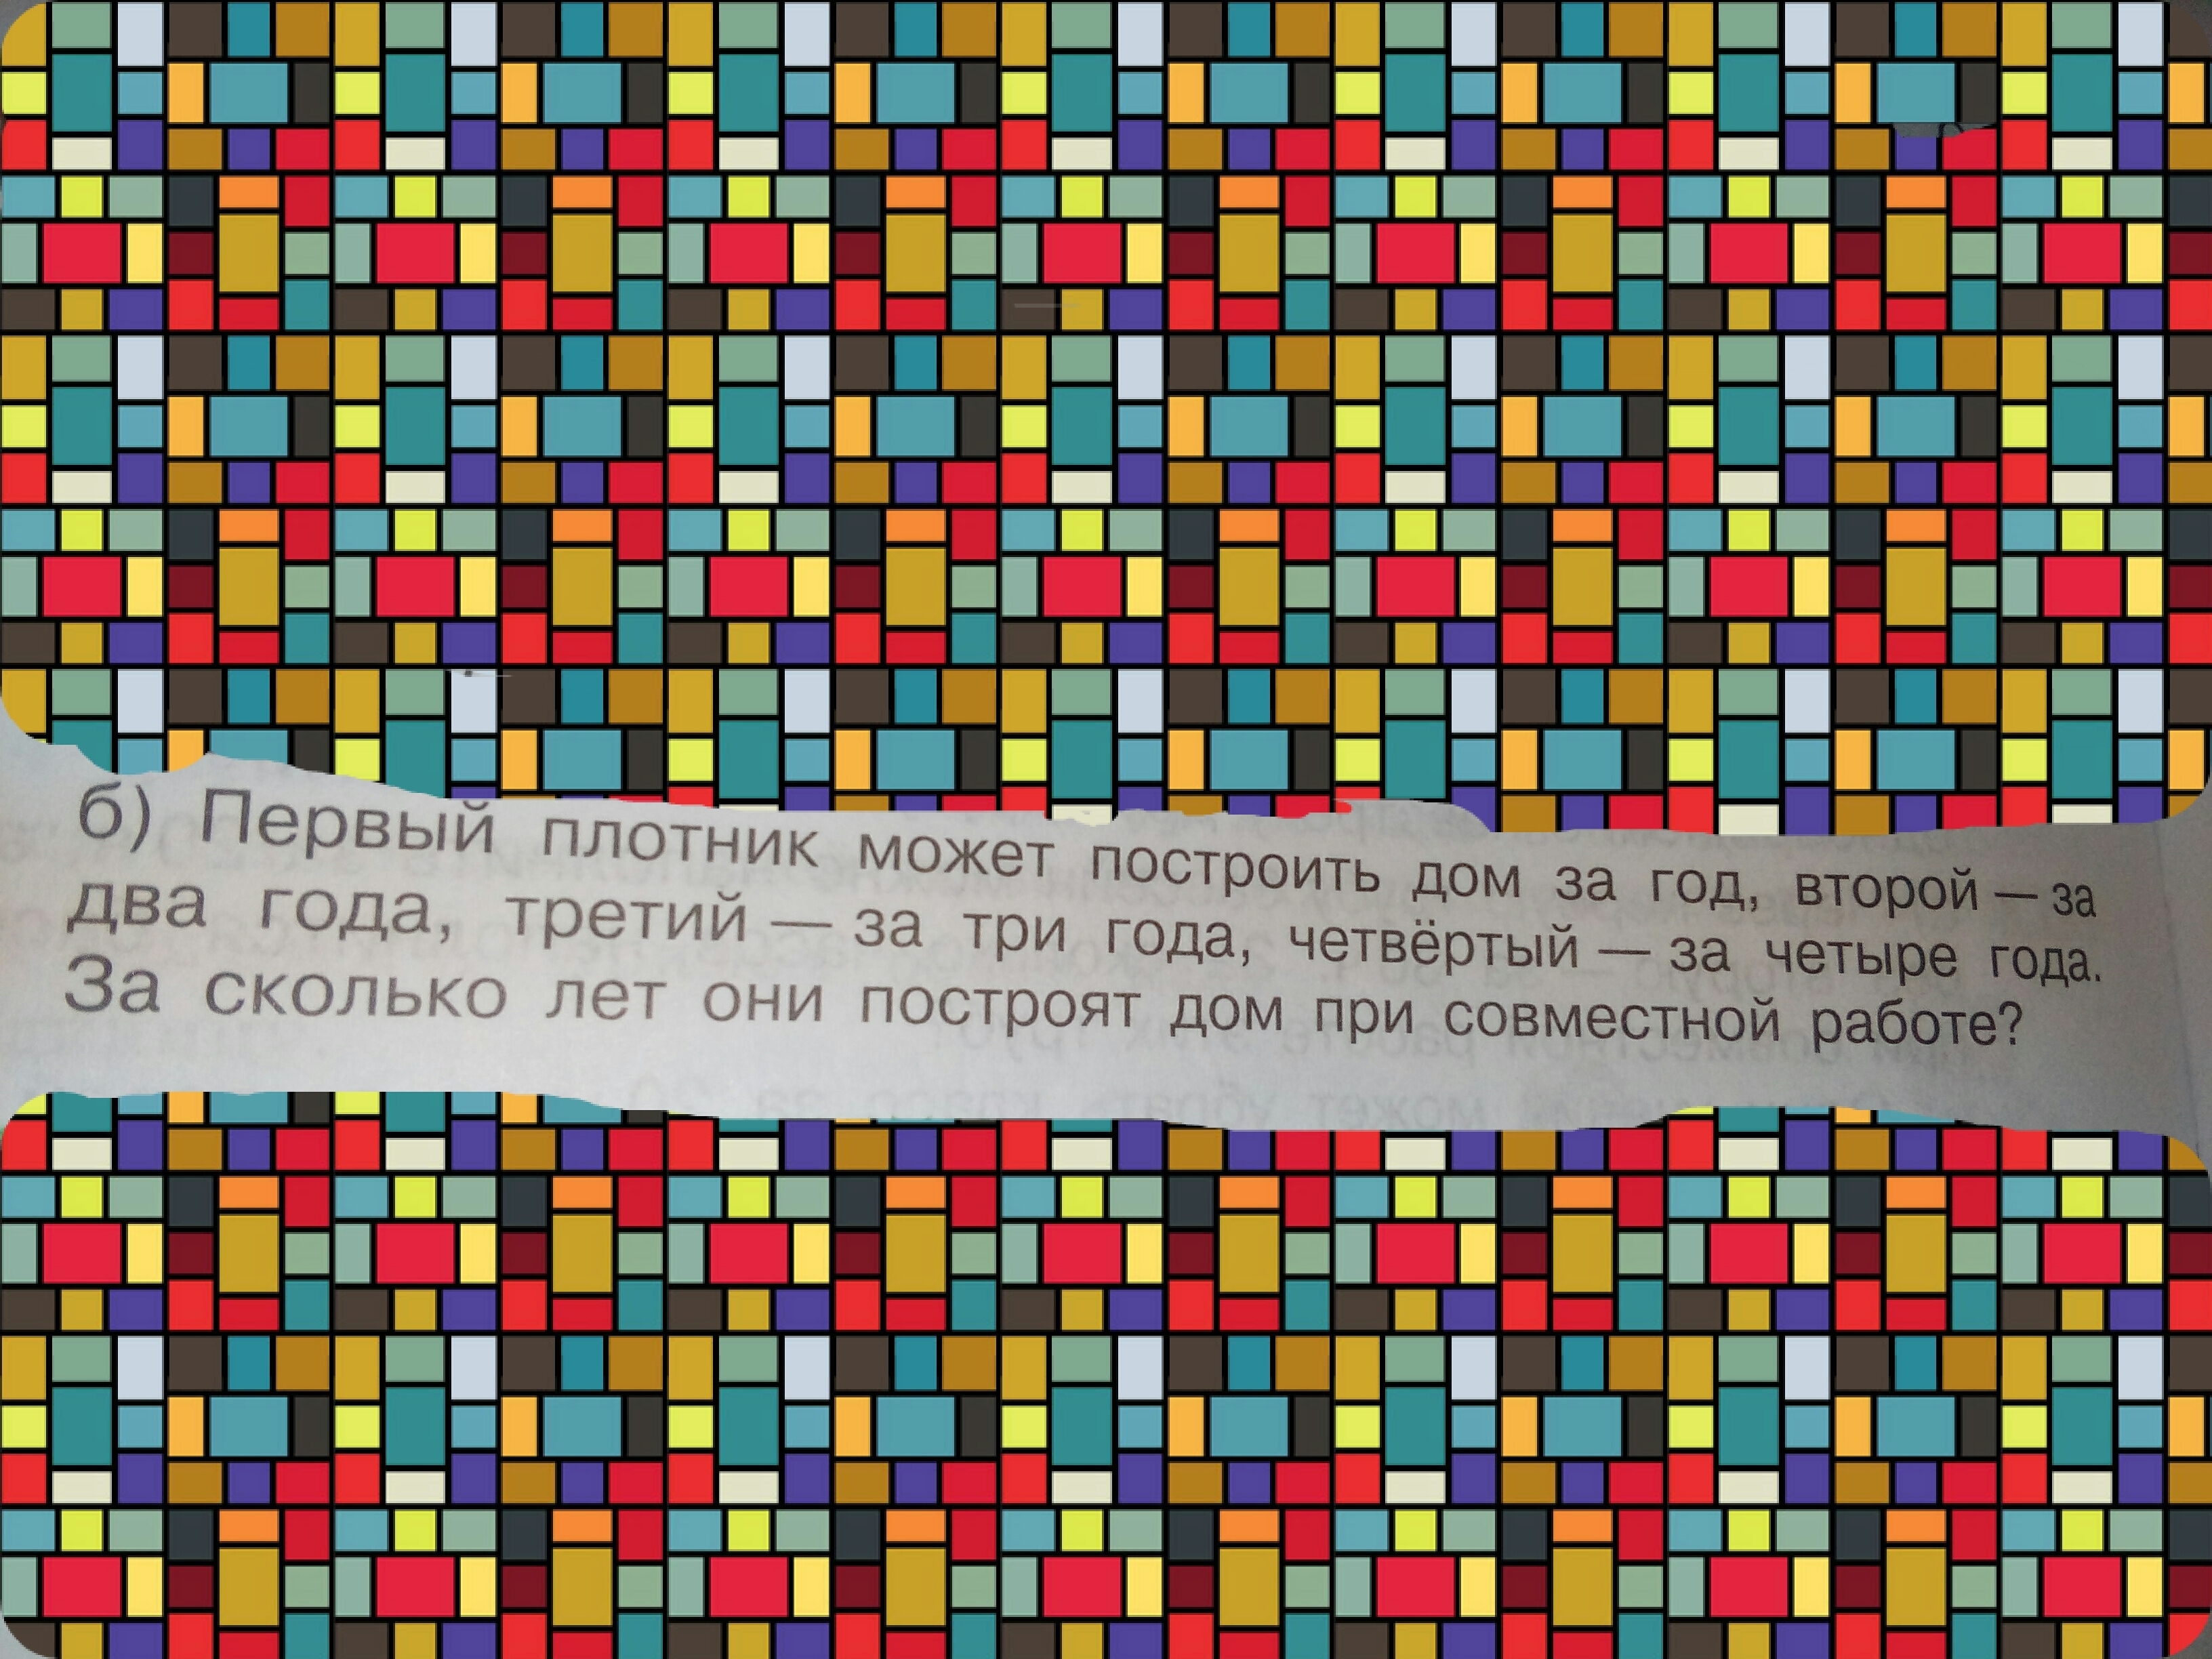 б) Первый плотник может построить дом за год, второй — за
два года, третий — за три года, четвёртый — за четыре года.
За сколько лет они построят дом при совместной работе?